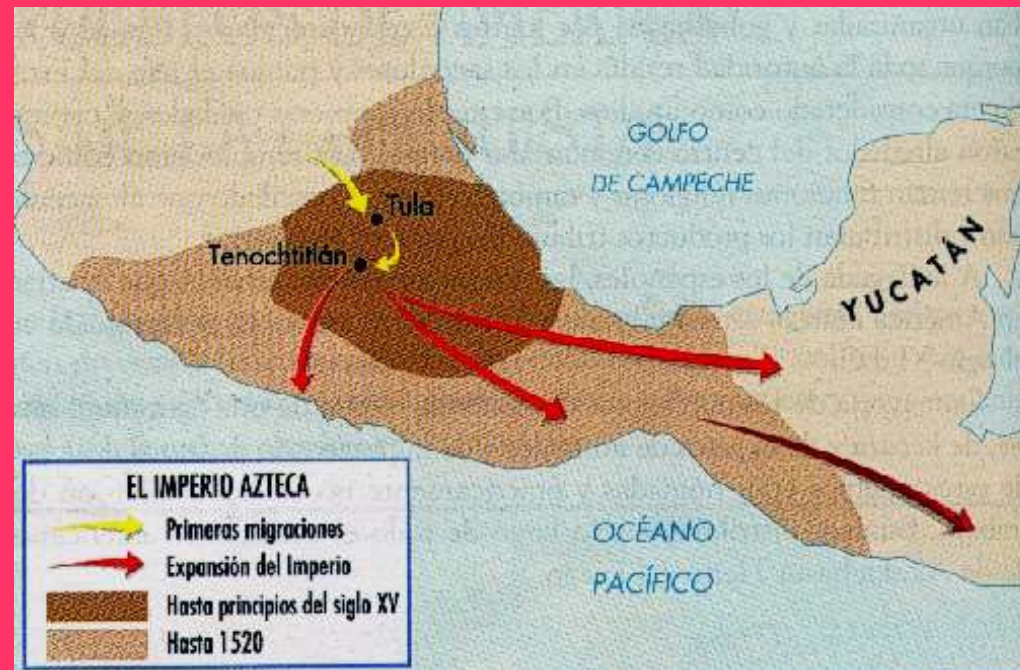 GOLFO
DE CAMPECHE
Tula
Tenochtitlán
YUCATÁN
EL IMPERIO AZTECA
Primeras migraciones
Expansión del Imperio
Hasta principios del siglo XV
Hasta 1520
OCÉANO
PACÍFICO